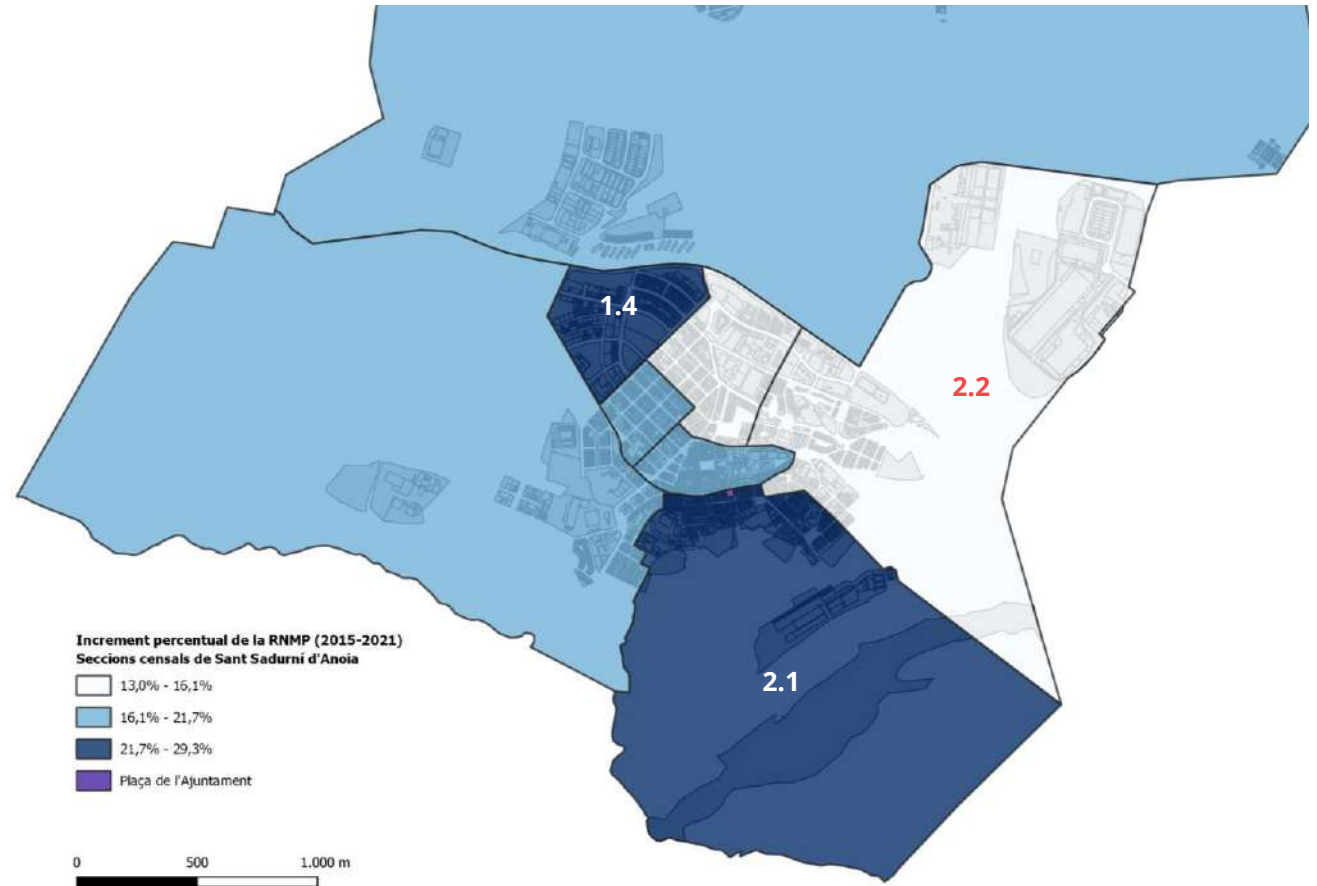 1.4
2.2
2.1
Increment percentual de la RNMP (2015-2021)
Seccions censals de Sant Sadurní d'Anoia
13,0% - 16,1%
16,1% - 21,7%
21,7% - 29,3%
Plaça de l'Ajuntament
0 500 1.000 m